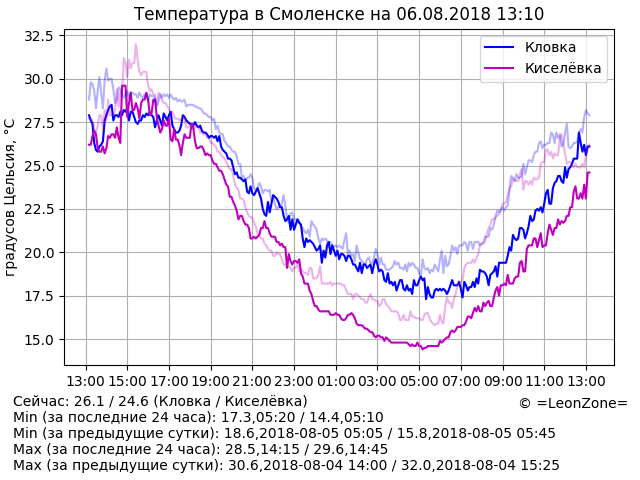 Температура в Смоленске на 06.08.2018 13:10
градусов Цельсия, °C
32.5
30.0
27.5
25.0
22.5
20.0
17.5
15.0
Кловка
Киселёвка
13:00 15:00 17:00 19:00 21:00 23:00 01:00 03:00 05:00 07:00 09:00 11:00 13:00
Сейчас: 26.1 / 24.6 (Кловка / Киселёвка)
© =LeonZone=
Min (за последние 24 часа): 17.3,05:20 / 14.4,05:10
Min (за предыдущие сутки): 18.6,2018-08-05 05:05 / 15.8,2018-08-05 05:45
Max (за последние 24 часа): 28.5,14:15 / 29.6,14:45
Max (за предыдущие сутки): 30.6,2018-08-04 14:00 / 32.0,2018-08-04 15:25